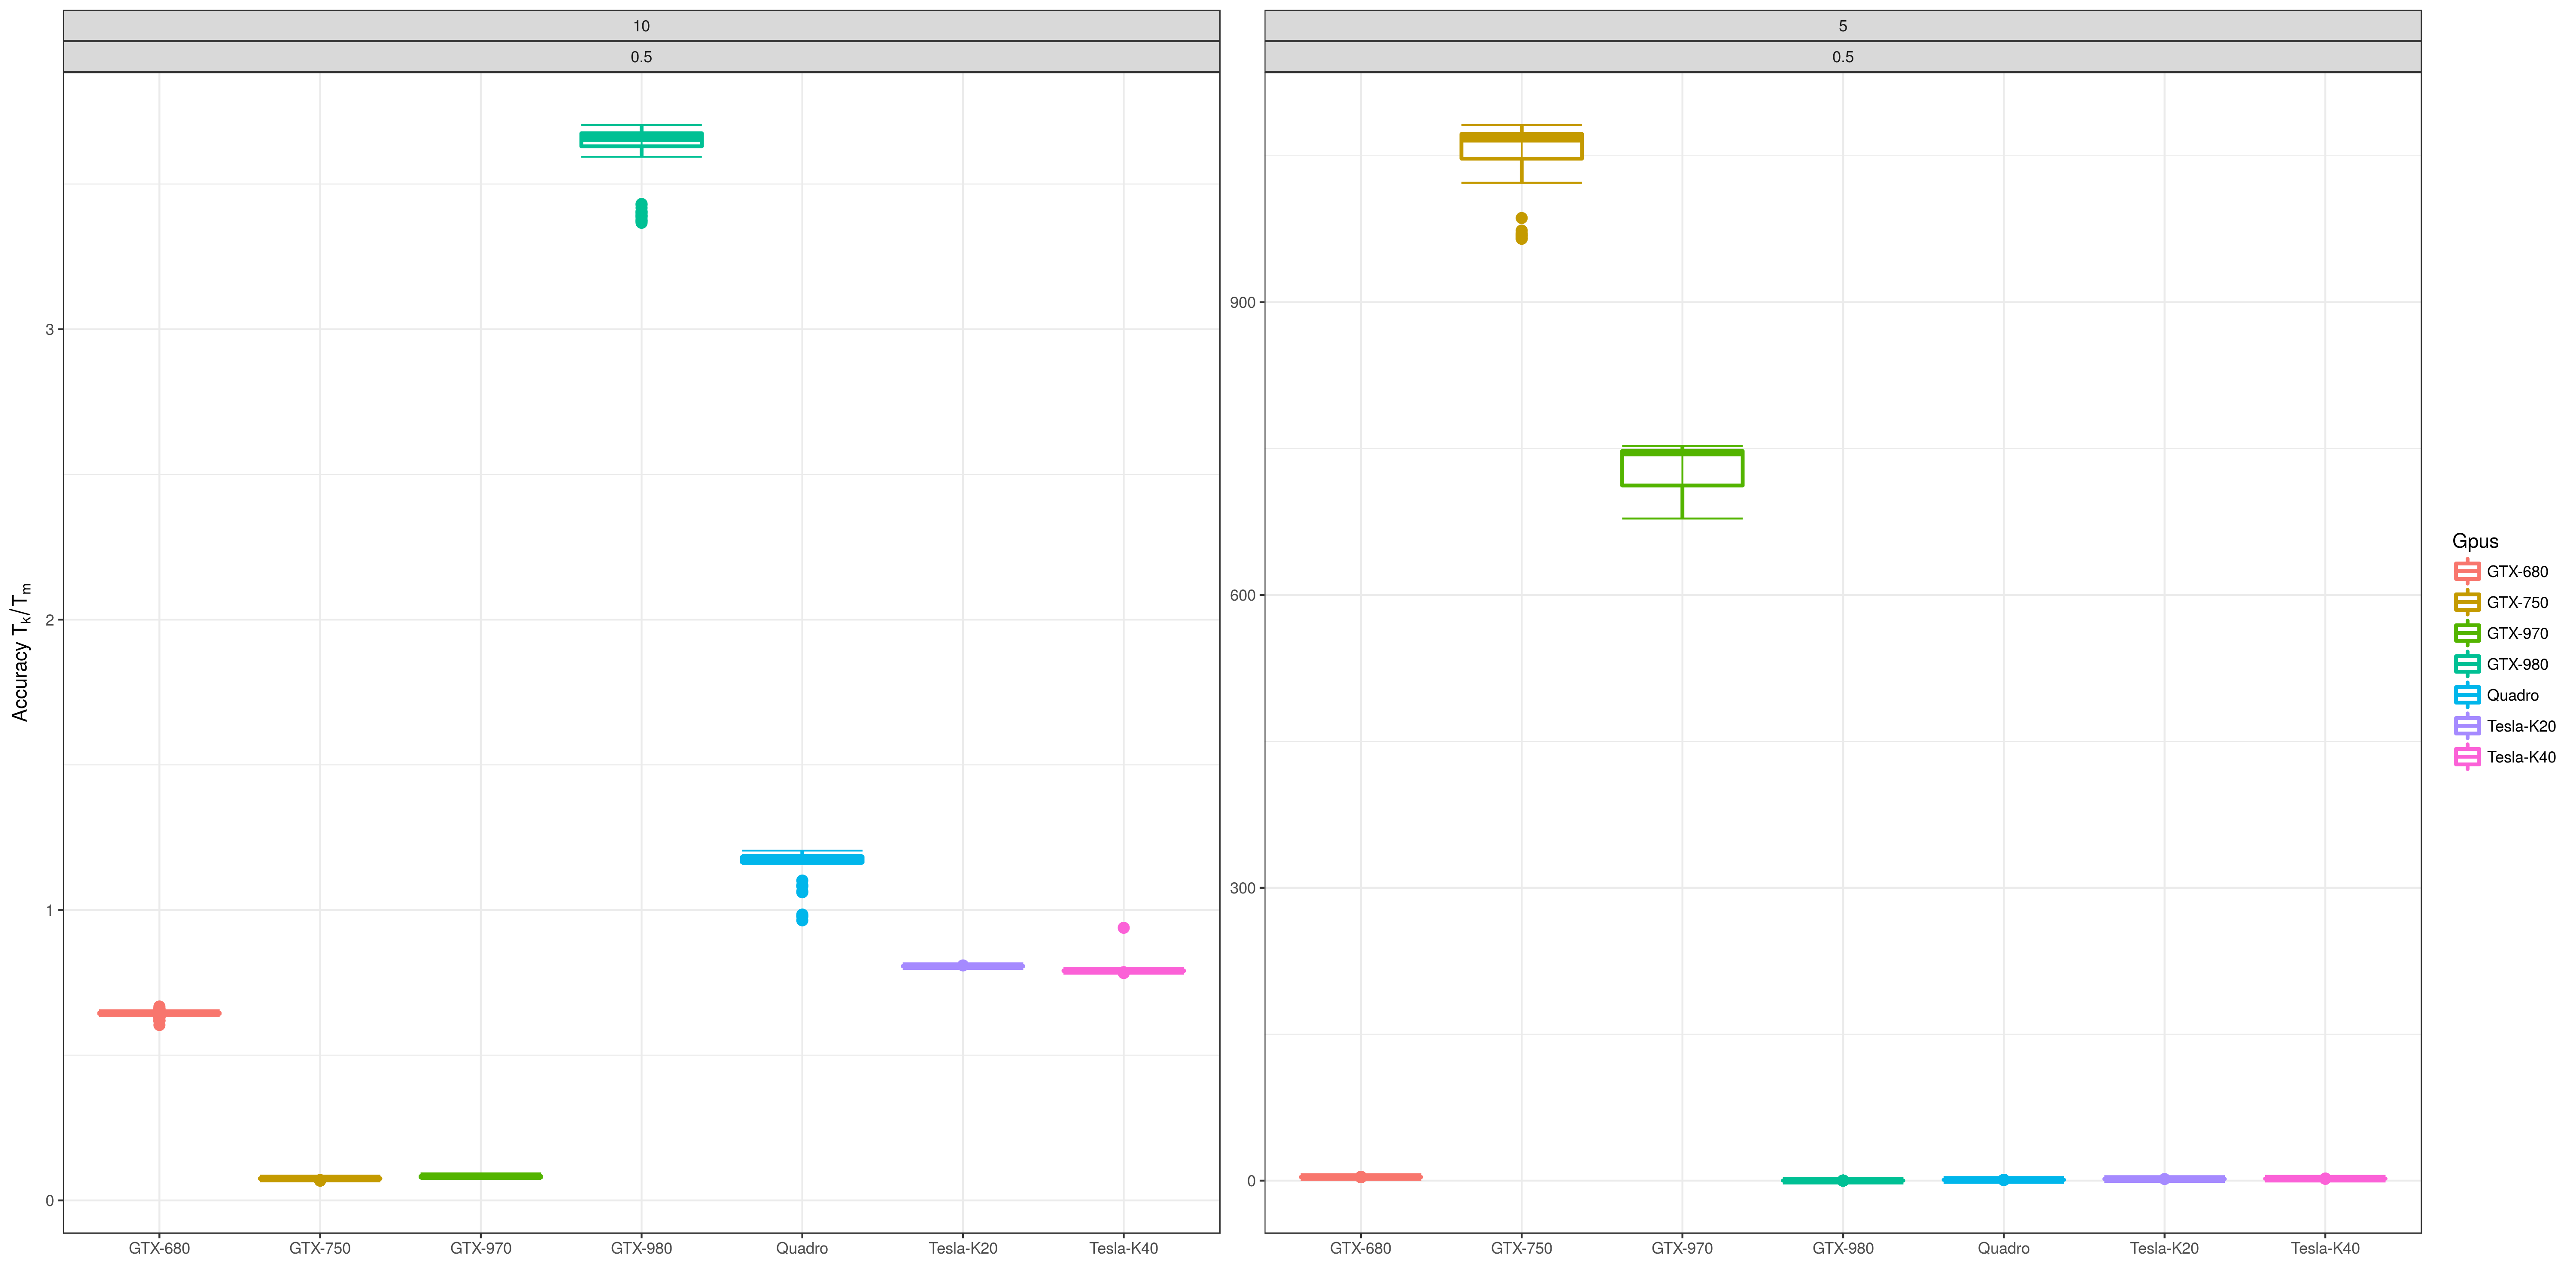 10
0.5
5
0.5
Accuracy Tk/Tm
3
2
1
0
900
600
300
0
GTX-680 GTX-750 GTX-970 GTX-980 Quadro Tesla-K20 Tesla-K40
GTX-680 GTX-750 GTX-970 GTX-980 Quadro Tesla-K20 Tesla-K40
Gpus
GTX-680
GTX-750
GTX-970
GTX-980
Quadro
Tesla-K20
Tesla-K40